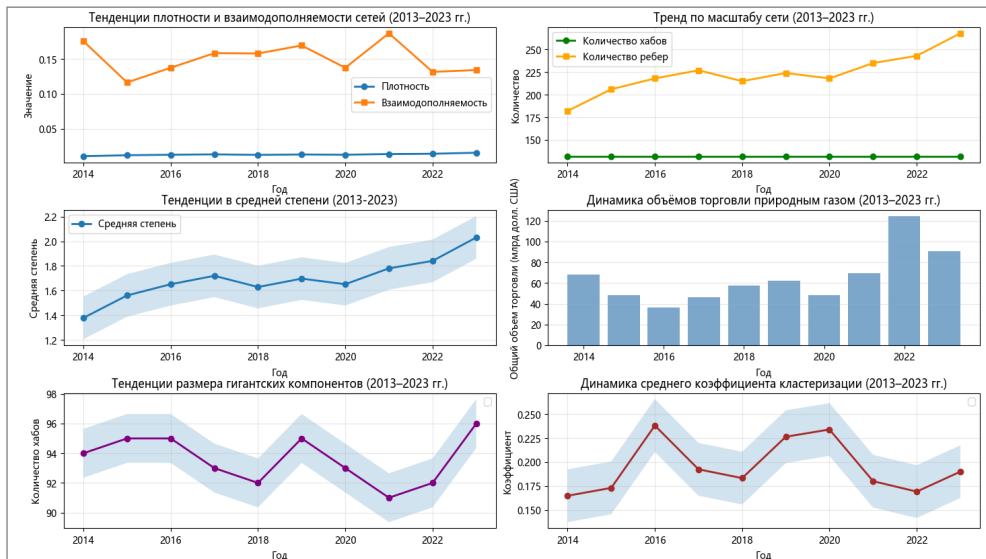 Тенденции плотности и взаимодополняемости сетей (2013–2023 гг.)
Значение
0.15
0.10
0.05
Плотность
Взаимодополняемость
2014
2016
2018
2020
2022
Год
Тренд по масштабу сети (2013–2023 гг.)
Количество
250
225
200
175
150
Количество хабов
Количество ребер
2014
2016
2018
2020
2022
Год
Тенденции в средней степени (2013-2023)
Средняя степень
2.2
2.0
1.8
1.6
1.4
1.2
Средняя степень
2014
2016
2018
2020
2022
Год
Динамика объёмов торговли природным газом (2013–2023 гг.)
Общий объем торговли (млрд долл. США)
120
100
80
60
40
20
0
2014
2016
2018
2020
2022
Год
Тенденции размера гигантских компонентов (2013–2023 гг.)
Количество хабов
98
96
94
92
90
2014
2016
2018
2020
2022
Год
Динамика среднего коэффициента кластеризации (2013–2023 гг.)
Коэффициент
0.250
0.225
0.200
0.175
0.150
2014
2016
2018
2020
2022
Год